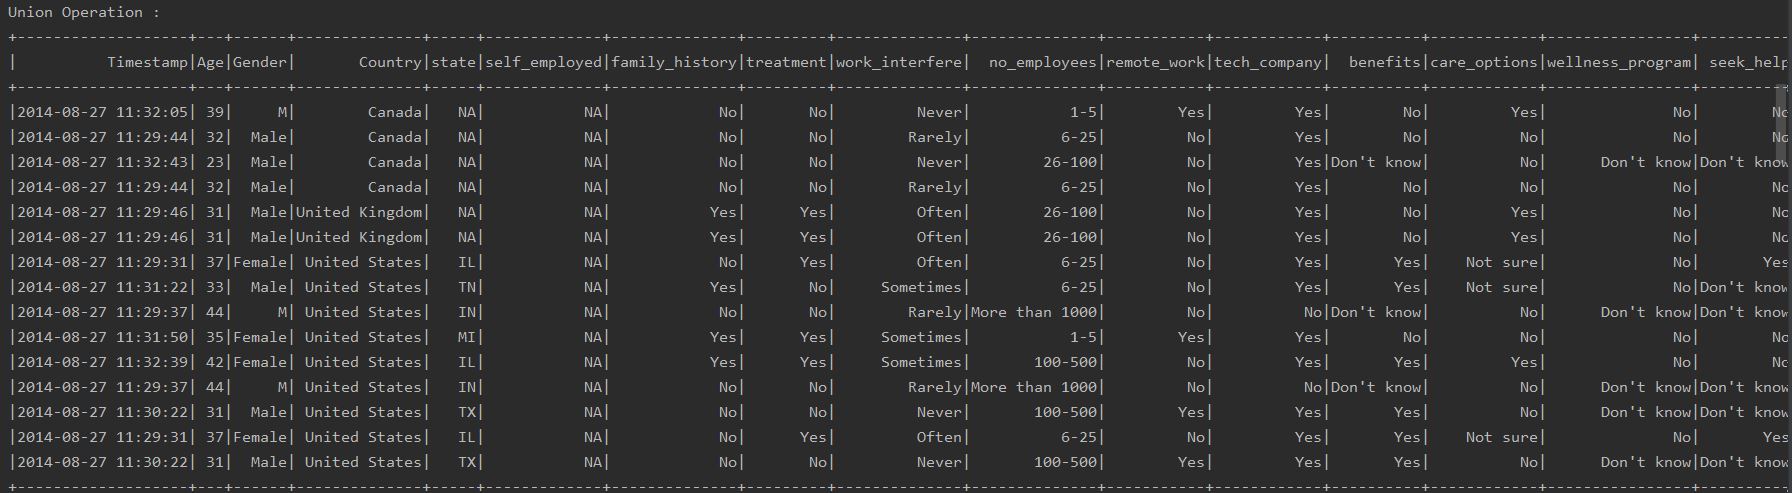 Union Operation :
+-------------------+---+------+--------------+-----+-------------+--------------+---------+--------------+--------------+-----------+------------+----------+------------+----------------+----------
|          Timestamp|Age|Gender|       Country|state|self_employed|family_history|treatment|work_interfere|  no_employees|remote_work|tech_company|  benefits|care_options|wellness_program| seek_help
+-------------------+---+------+--------------+-----+-------------+--------------+---------+--------------+--------------+-----------+------------+----------+------------+----------------+----------
|2014-08-27 11:32:05| 39|     M|        Canada|   NA|           NA|            No|       No|         Never|           1-5|        Yes|         Yes|        No|         Yes|              No|        No
|2014-08-27 11:29:44| 32|  Male|        Canada|   NA|           NA|            No|       No|        Rarely|          6-25|         No|         Yes|        No|          No|              No|        No
|2014-08-27 11:32:43| 23|  Male|        Canada|   NA|           NA|            No|       No|         Never|        26-100|         No|         Yes|Don't know|          No|      Don't know|Don't know
|2014-08-27 11:29:44| 32|  Male|        Canada|   NA|           NA|            No|       No|        Rarely|          6-25|         No|         Yes|        No|          No|              No|        No
|2014-08-27 11:29:46| 31|  Male|United Kingdom|   NA|           NA|           Yes|      Yes|         Often|        26-100|         No|         Yes|        No|         Yes|              No|        No
|2014-08-27 11:29:46| 31|  Male|United Kingdom|   NA|           NA|           Yes|      Yes|         Often|        26-100|         No|         Yes|        No|         Yes|              No|        No
|2014-08-27 11:29:31| 37|Female| United States|   IL|           NA|            No|      Yes|         Often|          6-25|         No|         Yes|       Yes|    Not sure|              No|       Yes
|2014-08-27 11:31:22| 33|  Male| United States|   TN|           NA|           Yes|       No|     Sometimes|          6-25|         No|         Yes|       Yes|    Not sure|              No|Don't know
|2014-08-27 11:29:37| 44|     M| United States|   IN|           NA|            No|       No|        Rarely|More than 1000|         No|          No|Don't know|          No|      Don't know|Don't know
|2014-08-27 11:31:50| 35|Female| United States|   MI|           NA|           Yes|      Yes|     Sometimes|           1-5|        Yes|         Yes|        No|          No|              No|        No
|2014-08-27 11:32:39| 42|Female| United States|   IL|           NA|           Yes|      Yes|     Sometimes|       100-500|         No|         Yes|       Yes|         Yes|              No|        No
|2014-08-27 11:29:37| 44|     M| United States|   IN|           NA|            No|       No|        Rarely|More than 1000|         No|          No|Don't know|          No|      Don't know|Don't know
|2014-08-27 11:30:22| 31|  Male| United States|   TX|           NA|            No|       No|         Never|       100-500|        Yes|         Yes|       Yes|          No|      Don't know|Don't know
|2014-08-27 11:29:31| 37|Female| United States|   IL|           NA|            No|      Yes|         Often|          6-25|         No|         Yes|       Yes|    Not sure|              No|       Yes
|2014-08-27 11:30:22| 31|  Male| United States|   TX|           NA|            No|       No|         Never|       100-500|        Yes|         Yes|       Yes|          No|      Don't know|Don't know
+-------------------+---+------+--------------+-----+-------------+--------------+---------+--------------+--------------+-----------+------------+----------+------------+----------------+----------